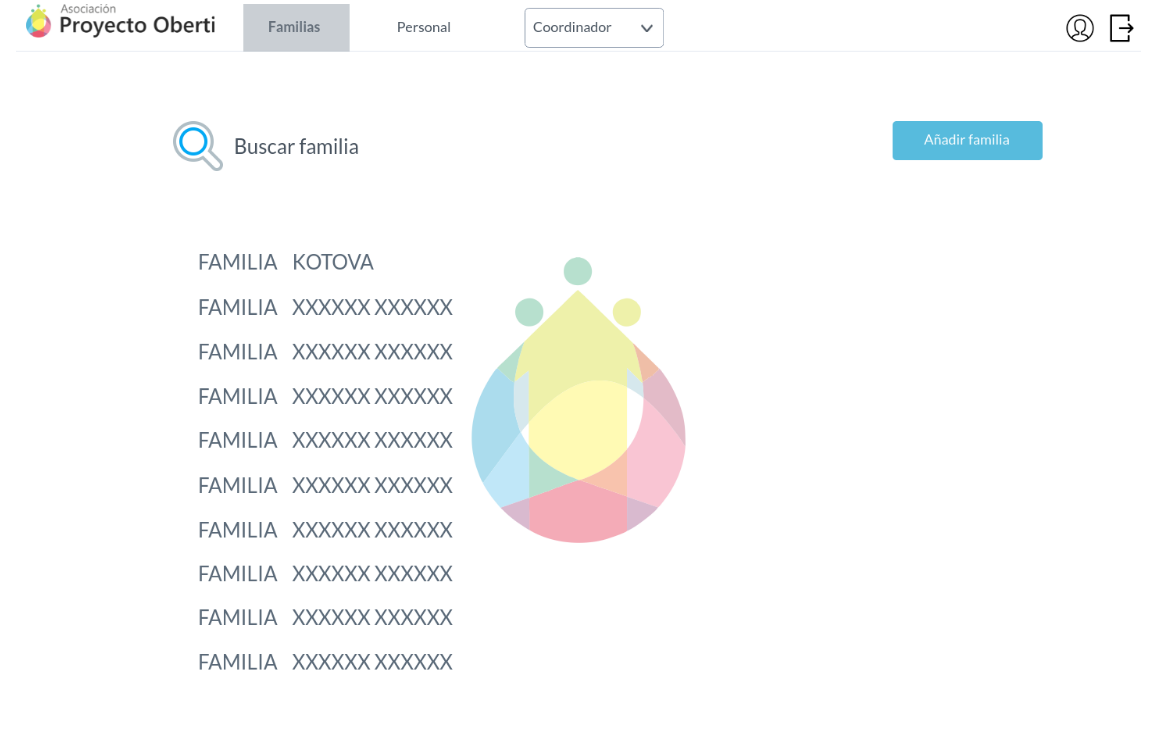 Asociación
Proyecto Oberti
Familias
Personal
Coordinador
Buscar familia
Añadir familia
FAMILIA KOTOVA
FAMILIA XXXXXX XXXXXX
FAMILIA XXXXXX XXXXXX
FAMILIA XXXXXX XXXXXX
FAMILIA XXXXXX XXXXXX
FAMILIA XXXXXX XXXXXX
FAMILIA XXXXXX XXXXXX
FAMILIA XXXXXX XXXXXX
FAMILIA XXXXXX XXXXXX
FAMILIA XXXXXX XXXXXX